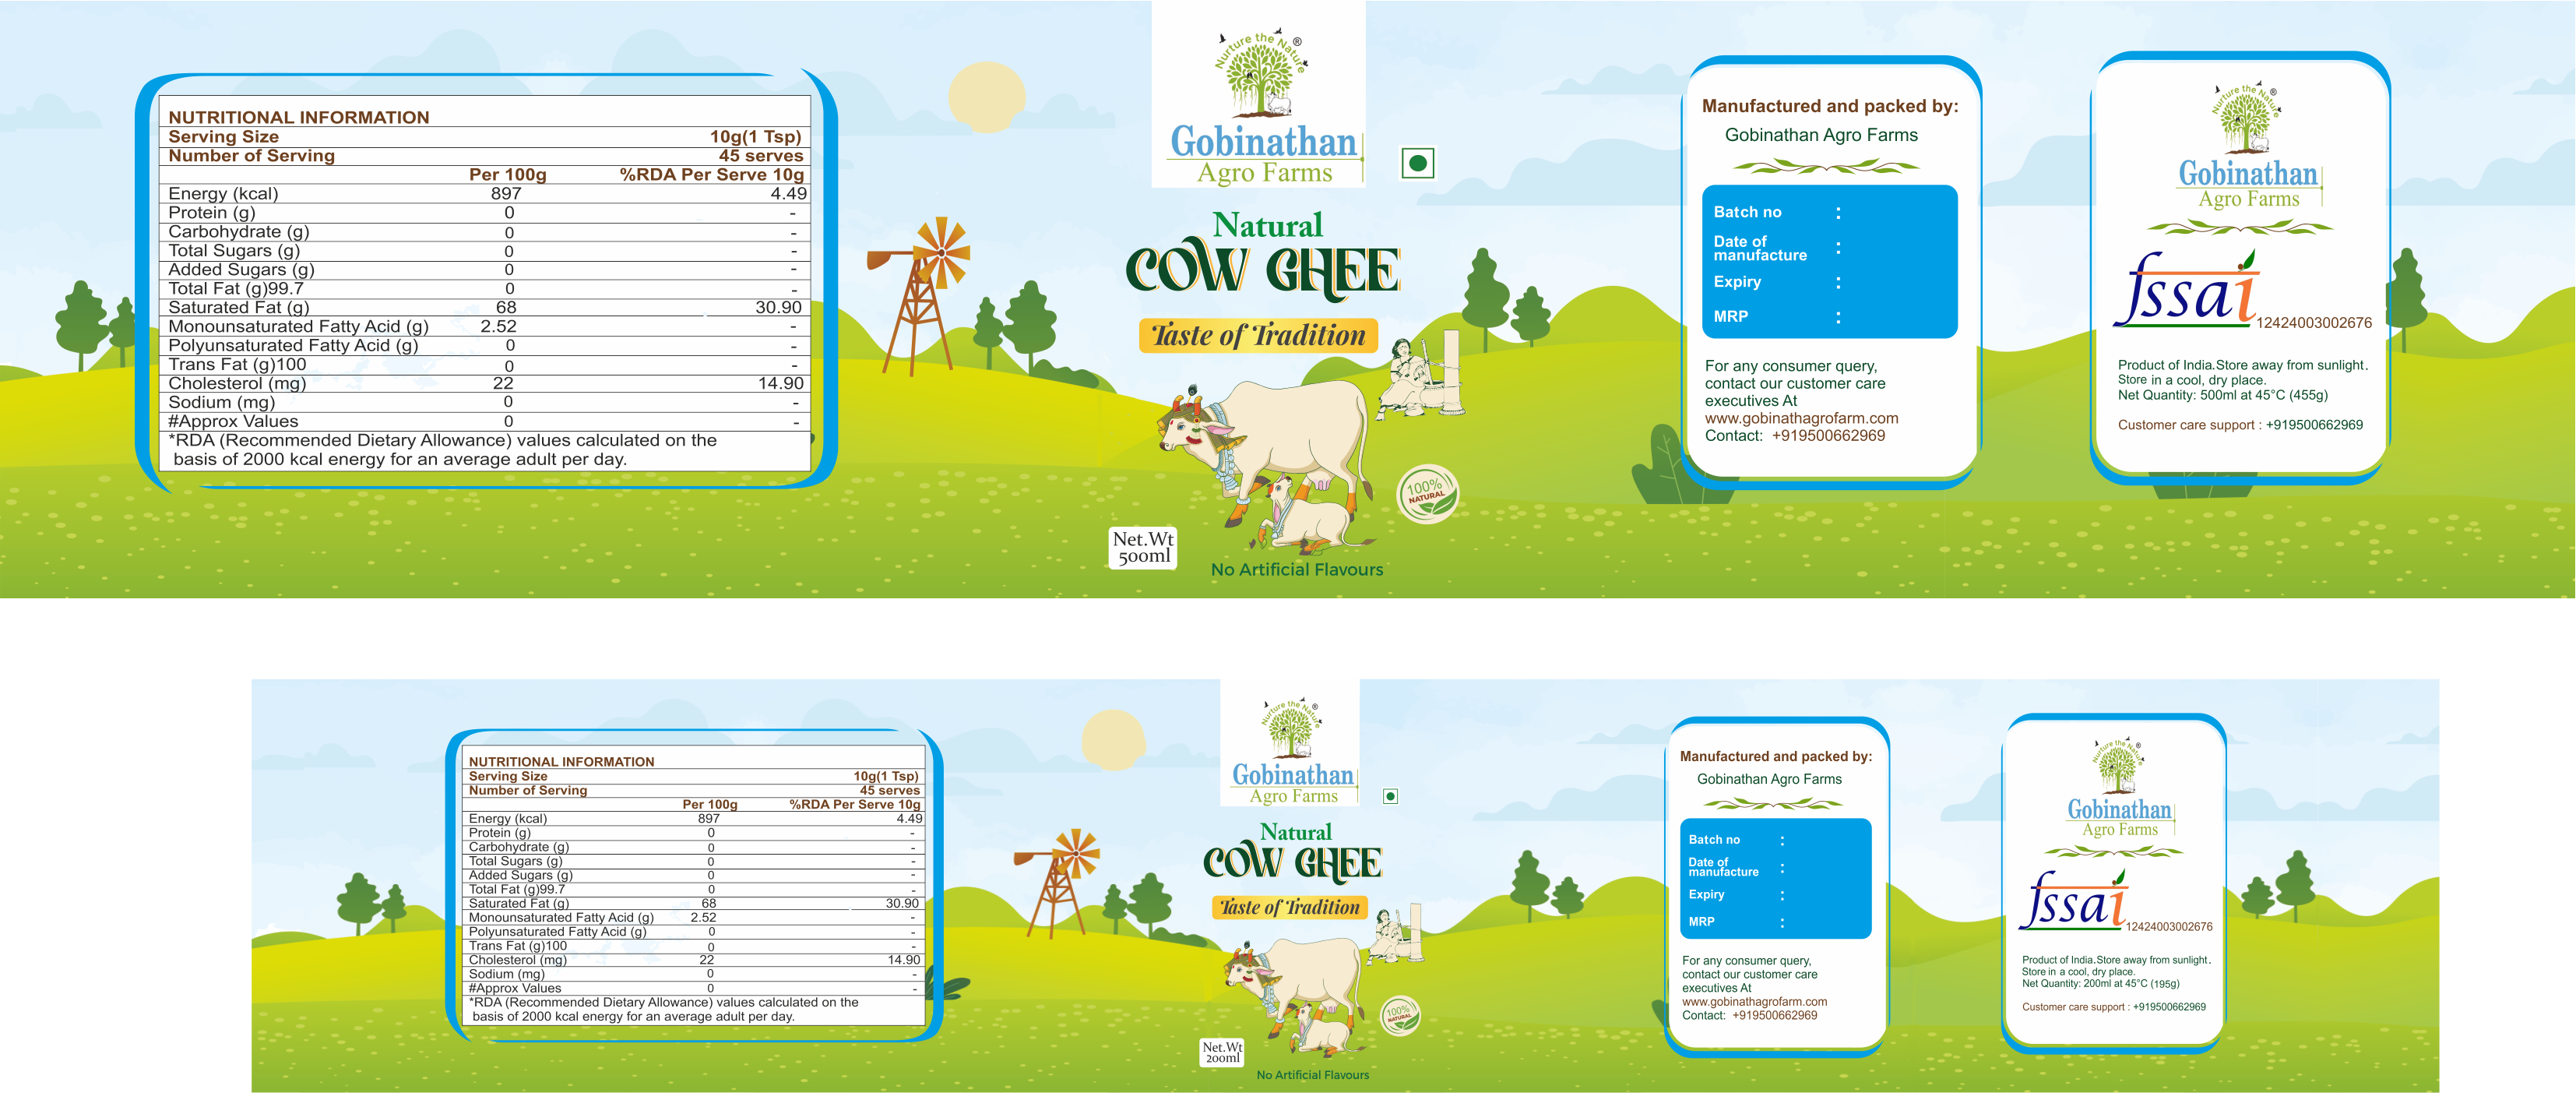 NUTRITIONAL INFORMATION
Serving Size 10g(1 Tsp)
Number of Serving 45 serves
Per 100g %RDA Per Serve 10g
Energy (kcal) 897 4.49
Protein (g) 0 -
Carbohydrate (g) 0 -
Total Sugars (g) 0 -
Added Sugars (g) 0 -
Total Fat (g)99.7 0 -
Saturated Fat (g) 68 30.90
Monounsaturated Fatty Acid (g) 2.52 -
Polyunsaturated Fatty Acid (g) 0 -
Trans Fat (g)100 0 -
Cholesterol (mg) 22 14.90
Sodium (mg) 0 -
#Approx Values 0 -
*RDA (Recommended Dietary Allowance) values calculated on the
basis of 2000 kcal energy for an average adult per day.
Nurture the Nature ®
Gobinathan
Agro Farms
Natural
COW GHEE
Taste of Tradition
100%
NATURAL
Net.Wt
500ml
No Artificial Flavours
Manufactured and packed by:
Gobinathan Agro Farms
Batch no :
Date of
manufacture :
Expiry :
MRP :
For any consumer query,
contact our customer care
executives At
www.gobinathagrofarm.com
Contact: +919500662969
Nurture the Nature ®
Gobinathan
Agro Farms
fssai
12424003002676
Product of India.Store away from sunlight.
Store in a cool, dry place.
Net Quantity: 500ml at 45°C (455g)
Customer care support : +919500662969
NUTRITIONAL INFORMATION
Serving Size 10g(1 Tsp)
Number of Serving 45 serves
Per 100g %RDA Per Serve 10g
Energy (kcal) 897 4.49
Protein (g) 0 -
Carbohydrate (g) 0 -
Total Sugars (g) 0 -
Added Sugars (g) 0 -
Total Fat (g)99.7 0 -
Saturated Fat (g) 68 30.90
Monounsaturated Fatty Acid (g) 2.52 -
Polyunsaturated Fatty Acid (g) 0 -
Trans Fat (g)100 0 -
Cholesterol (mg) 22 14.90
Sodium (mg) 0 -
#Approx Values 0 -
*RDA (Recommended Dietary Allowance) values calculated on the
basis of 2000 kcal energy for an average adult per day.
Nurture the Nature ®
Gobinathan
Agro Farms
Natural
COW GHEE
Taste of Tradition
100%
NATURAL
Net.Wt
200ml
No Artificial Flavours
Manufactured and packed by:
Gobinathan Agro Farms
Batch no :
Date of
manufacture :
Expiry :
MRP :
For any consumer query,
contact our customer care
executives At
www.gobinathagrofarm.com
Contact: +919500662969
Nurture the Nature ®
Gobinathan
Agro Farms
fssai
12424003002676
Product of India.Store away from sunlight.
Store in a cool, dry place.
Net Quantity: 200ml at 45°C (195g)
Customer care support : +919500662969